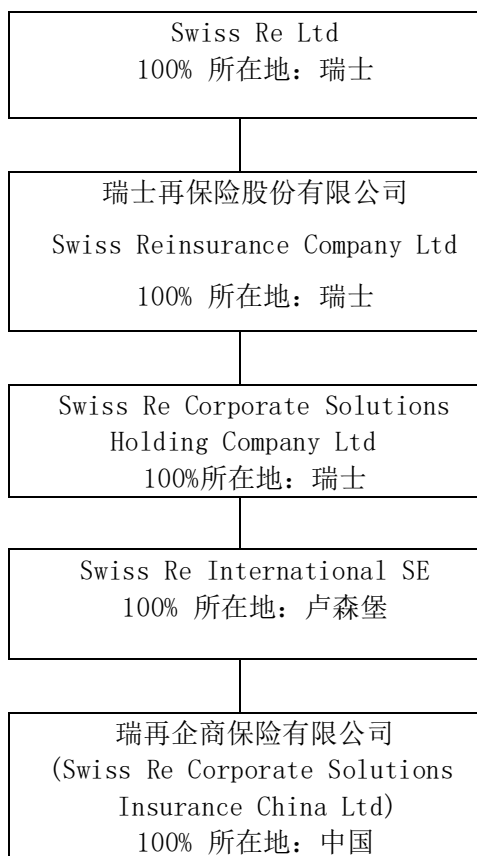 Swiss Re Ltd
100% 所在地：瑞士
瑞士再保险股份有限公司
Swiss Reinsurance Company Ltd
100% 所在地：瑞士
Swiss Re Corporate Solutions
Holding Company Ltd
100%所在地：瑞士
Swiss Re International SE
100% 所在地：卢森堡
瑞再企商保险有限公司
(Swiss Re Corporate Solutions
Insurance China Ltd)
100% 所在地：中国